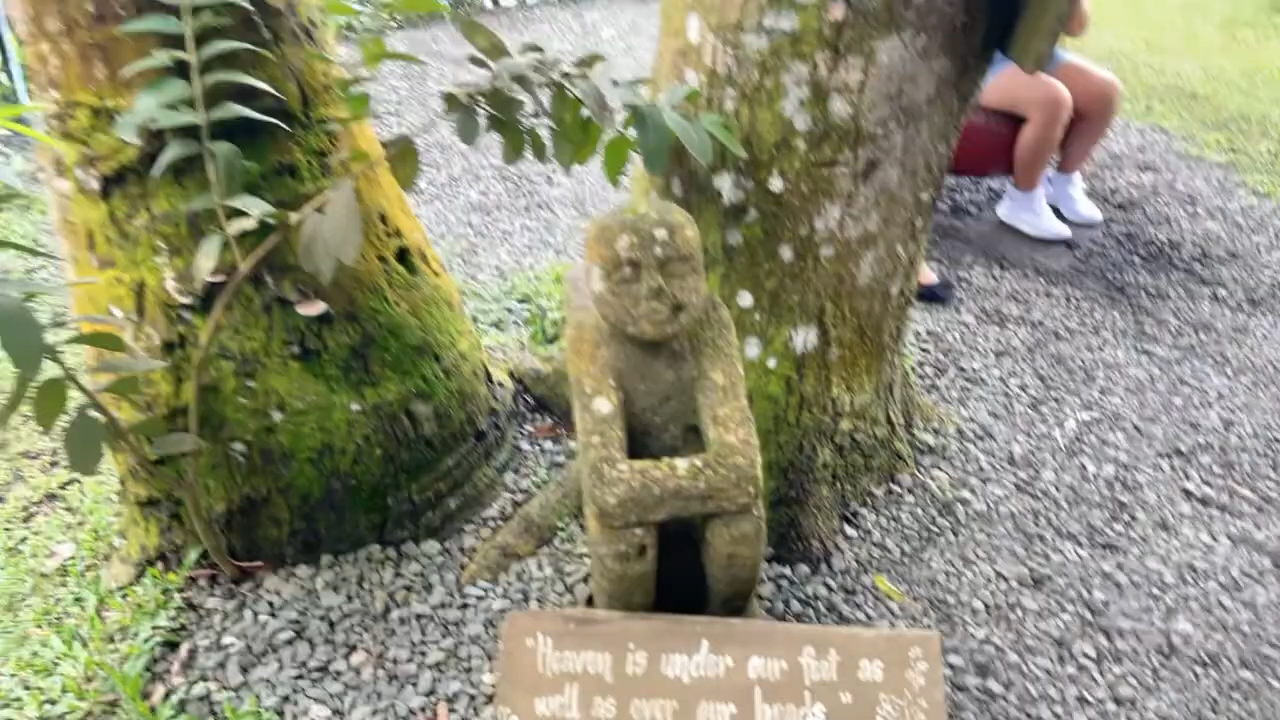 "Heaven is under our feet as
well as over our heads"